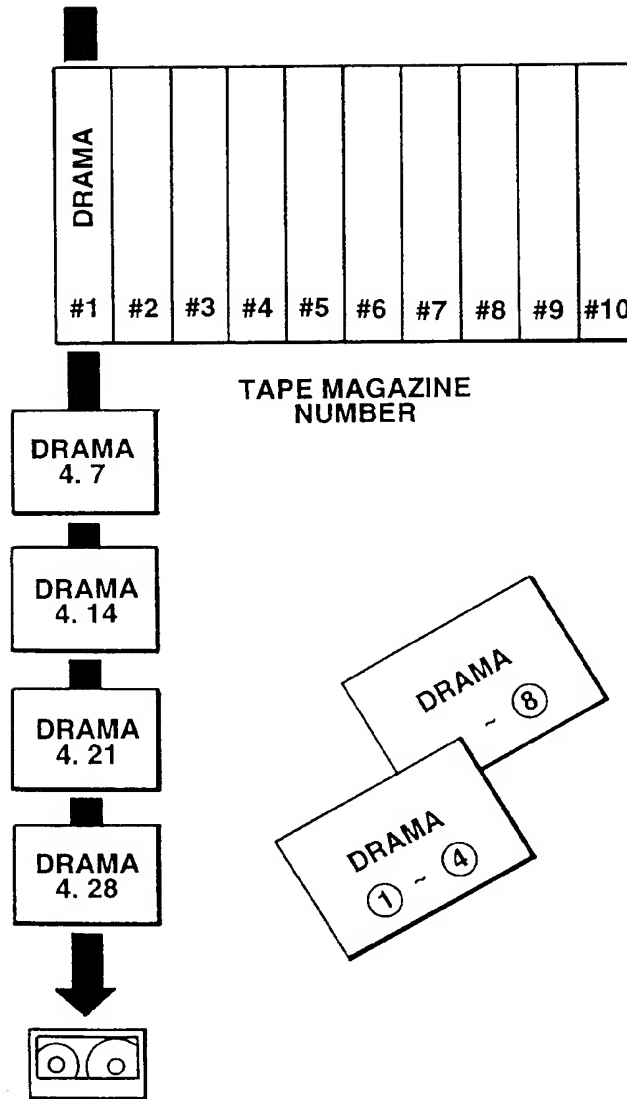 DRAMA
#1 #2 #3 #4 #5 #6 #7 #8 #9 #10
TAPE MAGAZINE
NUMBER
DRAMA
4. 7
DRAMA
4. 14
DRAMA
4. 21
DRAMA
4. 28
DRAMA
~ ⑧
DRAMA
① ~ ④